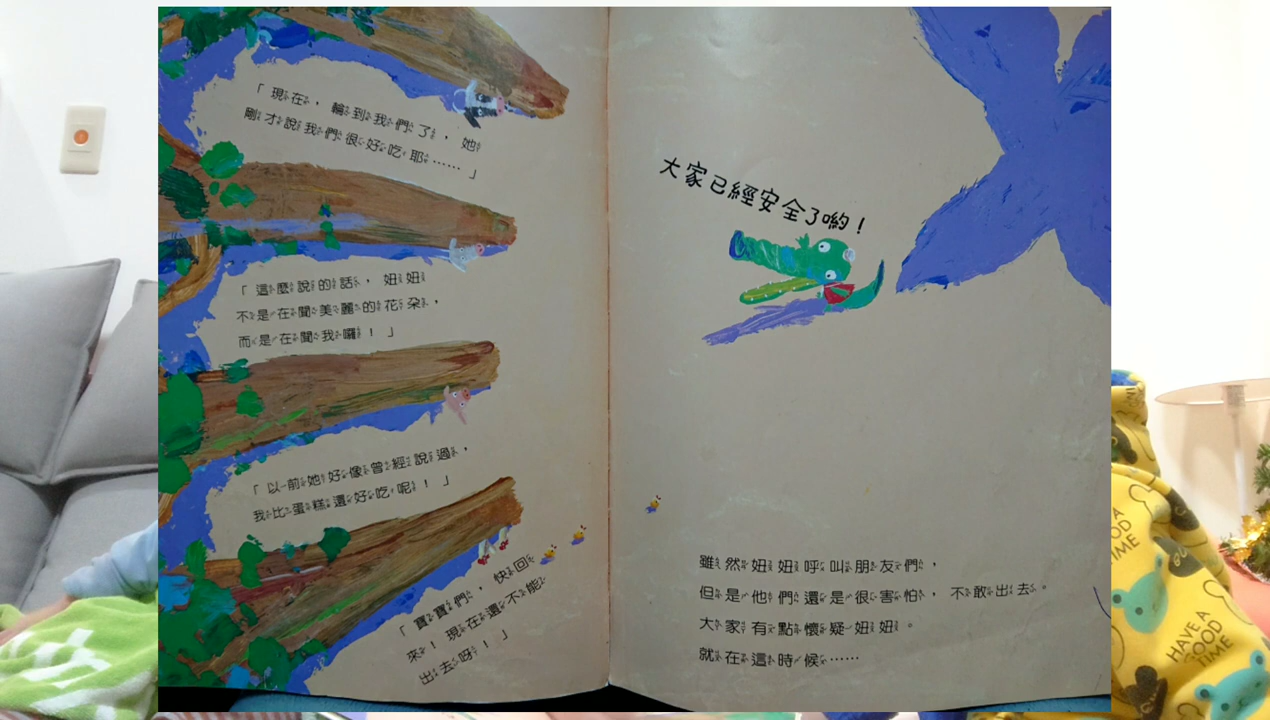 「現在，輪到我們了，她
剛才說我們很好吃耶……」
「這麼說的話，妞妞
不是在聞美麗的花朵，
而是在聞我囉！」
「以前她好像曾經說過，
我比蛋糕還好吃呢！」
「寶寶們，快回
來！現在還不能
出去呀！」
大家已經安全了喲！
雖然妞妞呼叫朋友們，
但是他們還是很害怕，不敢出去。
大家有點懷疑妞妞。
就在這時候……
HAVE A
GOOD
TIME